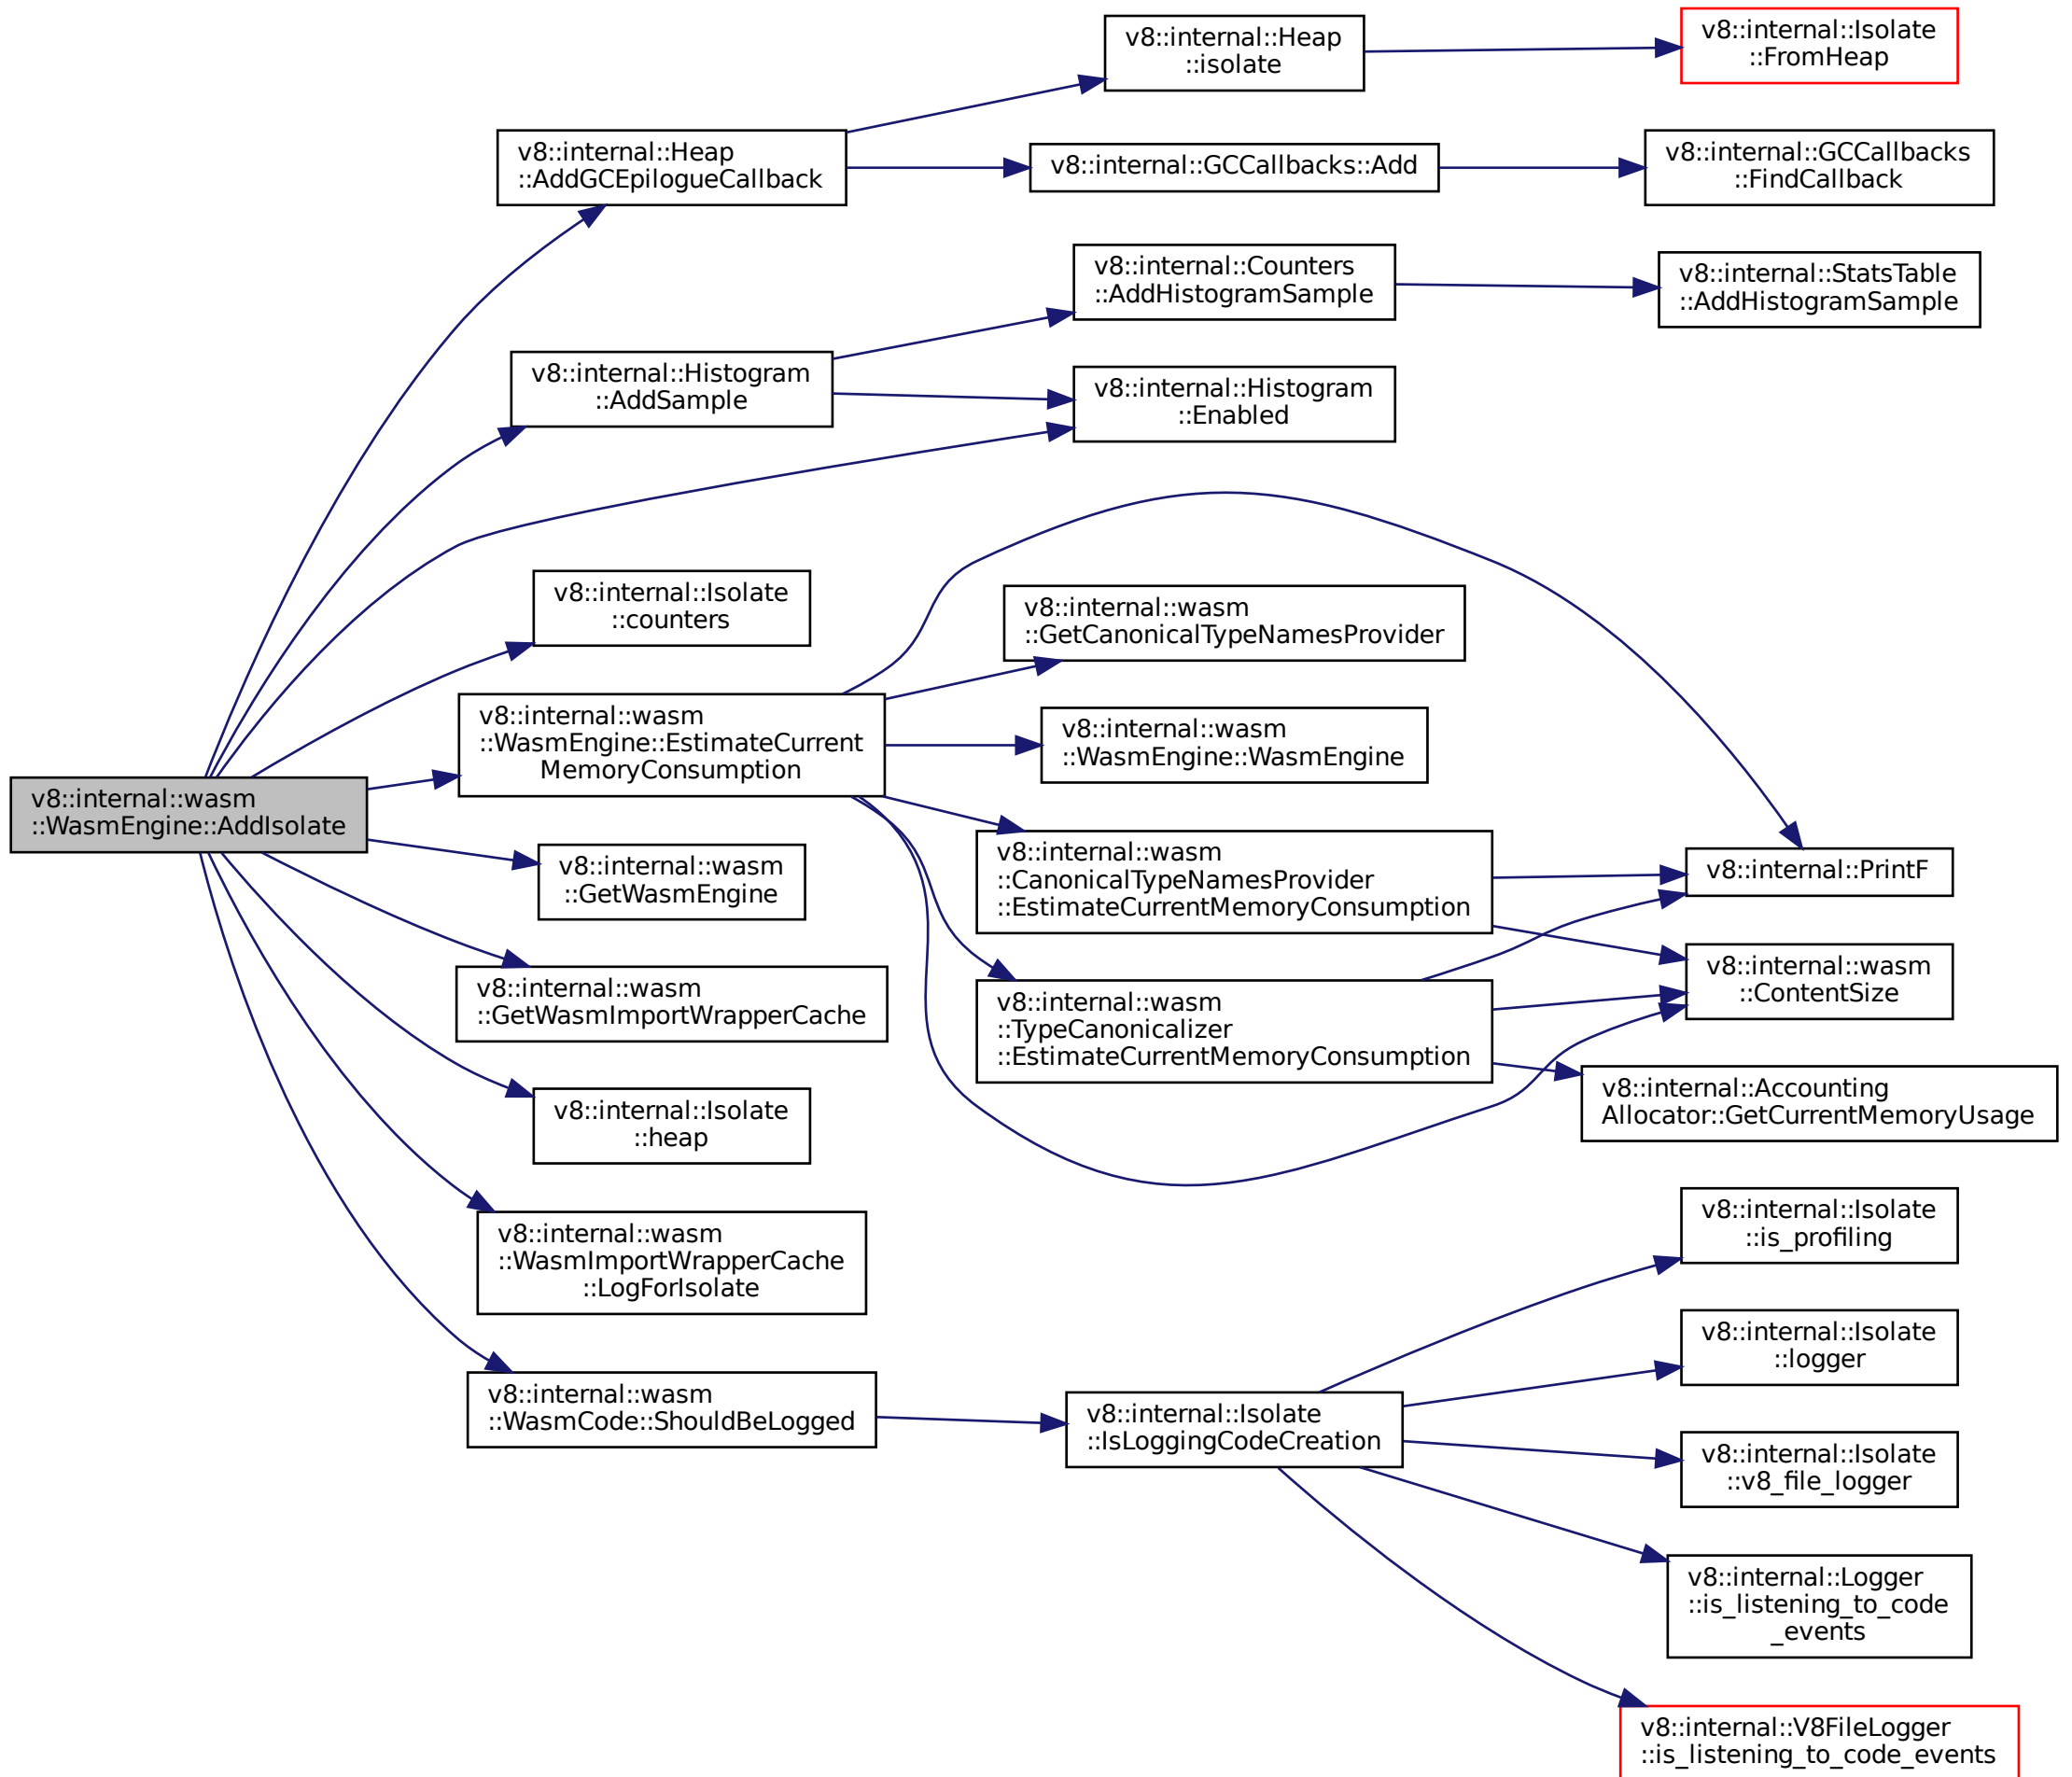 v8::internal::wasm
::WasmEngine::AddIsolate
v8::internal::Heap
::AddGCEpilogueCallback
v8::internal::Heap
::isolate
v8::internal::Isolate
::FromHeap
v8::internal::GCCallbacks::Add
v8::internal::GCCallbacks
::FindCallback
v8::internal::Histogram
::AddSample
v8::internal::Counters
::AddHistogramSample
v8::internal::StatsTable
::AddHistogramSample
v8::internal::Histogram
::Enabled
v8::internal::Isolate
::counters
v8::internal::wasm
::WasmEngine::EstimateCurrent
MemoryConsumption
v8::internal::wasm
::GetCanonicalTypeNamesProvider
v8::internal::wasm
::WasmEngine::WasmEngine
v8::internal::wasm
::CanonicalTypeNamesProvider
::EstimateCurrentMemoryConsumption
v8::internal::wasm
::TypeCanonicalizer
::EstimateCurrentMemoryConsumption
v8::internal::PrintF
v8::internal::wasm
::ContentSize
v8::internal::Accounting
Allocator::GetCurrentMemoryUsage
v8::internal::wasm
::GetWasmEngine
v8::internal::wasm
::GetWasmImportWrapperCache
v8::internal::Isolate
::heap
v8::internal::wasm
::WasmImportWrapperCache
::LogForIsolate
v8::internal::wasm
::WasmCode::ShouldBeLogged
v8::internal::Isolate
::IsLoggingCodeCreation
v8::internal::Isolate
::is_profiling
v8::internal::Isolate
::logger
v8::internal::Isolate
::v8_file_logger
v8::internal::Logger
::is_listening_to_code
_events
v8::internal::V8FileLogger
::is_listening_to_code_events